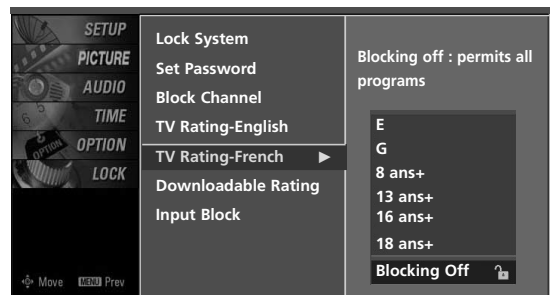 SETUP
PICTURE
AUDIO
TIME
OPTION
LOCK
Move MENU Prev
Lock System
Set Password
Block Channel
TV Rating-English
TV Rating-French ►
Downloadable Rating
Input Block
Blocking off : permits all
programs
E
G
8 ans+
13 ans+
16 ans+
18 ans+
Blocking Off